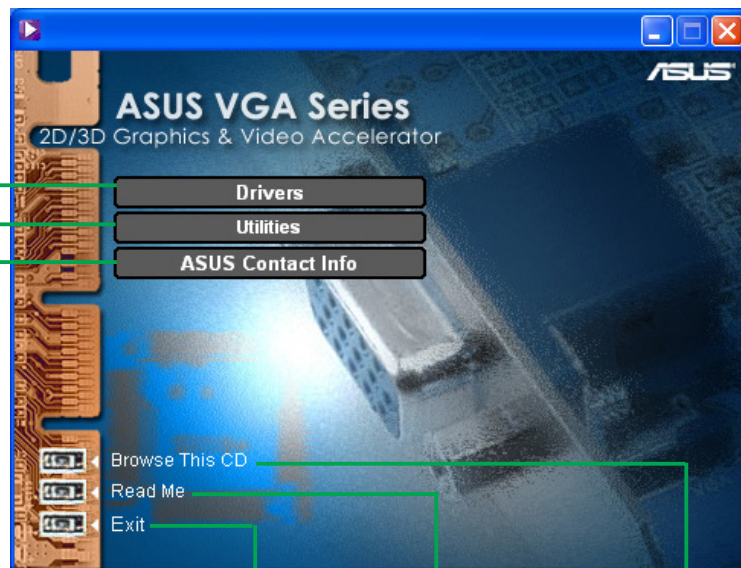 ASUS
ASUS VGA Series
2D/3D Graphics & Video Accelerator
Drivers
Utilities
ASUS Contact Info
Browse This CD
Read Me
Exit